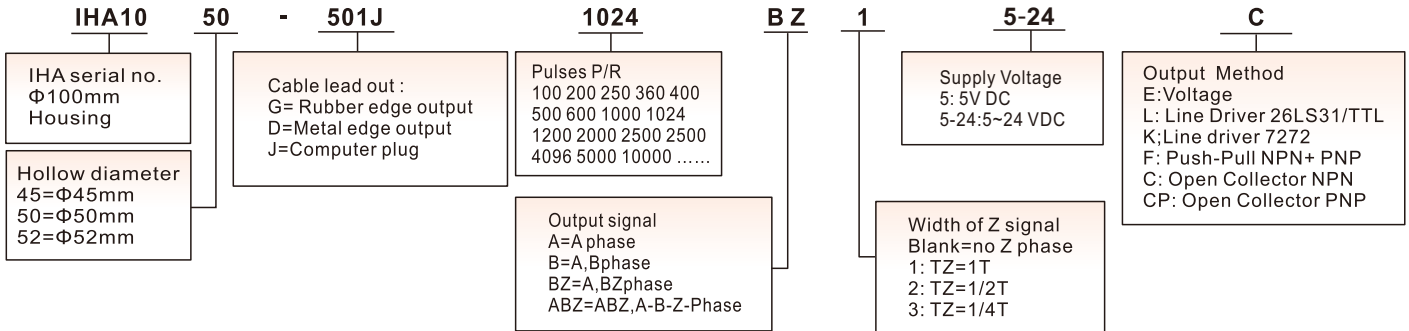 IHA10 50 - 501J 1024 BZ 1 5-24 C
IHA serial no.
Φ100mm
Housing
Hollow diameter
45=Φ45mm
50=Φ50mm
52=Φ52mm
Cable lead out :
G= Rubber edge output
D=Metal edge output
J=Computer plug
Pulses P/R
100 200 250 360 400
500 600 1000 1024
1200 2000 2500 2500
4096 5000 10000 ......
Output signal
A=A phase
B=A,Bphase
BZ=A,BZphase
ABZ=ABZ,A-B-Z-Phase
Width of Z signal
Blank=no Z phase
1: TZ=1T
2: TZ=1/2T
3: TZ=1/4T
Supply Voltage
5: 5V DC
5-24:5~24 VDC
Output Method
E:Voltage
L: Line Driver 26LS31/TTL
K;Line driver 7272
F: Push-Pull NPN+ PNP
C: Open Collector NPN
CP: Open Collector PNP